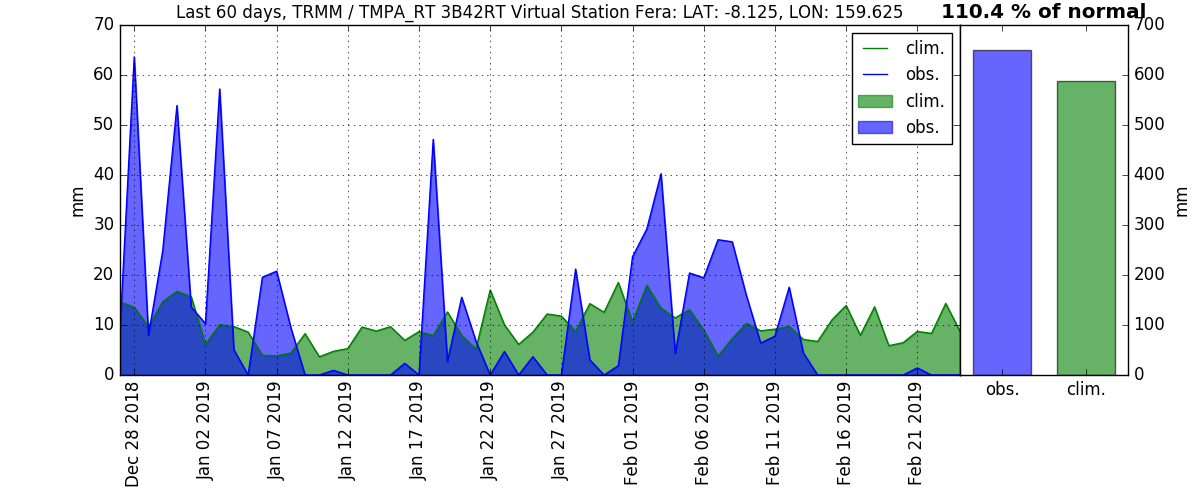 Last 60 days, TRMM / TMPA_RT 3B42RT Virtual Station Fera: LAT: -8.125, LON: 159.625
110.4 % of normal
70
60
50
40
30
20
10
0
mm
clim.
obs.
clim.
obs.
700
600
500
400
300
200
100
0
mm
Dec 28 2018
Jan 02 2019
Jan 07 2019
Jan 12 2019
Jan 17 2019
Jan 22 2019
Jan 27 2019
Feb 01 2019
Feb 06 2019
Feb 11 2019
Feb 16 2019
Feb 21 2019
obs.
clim.